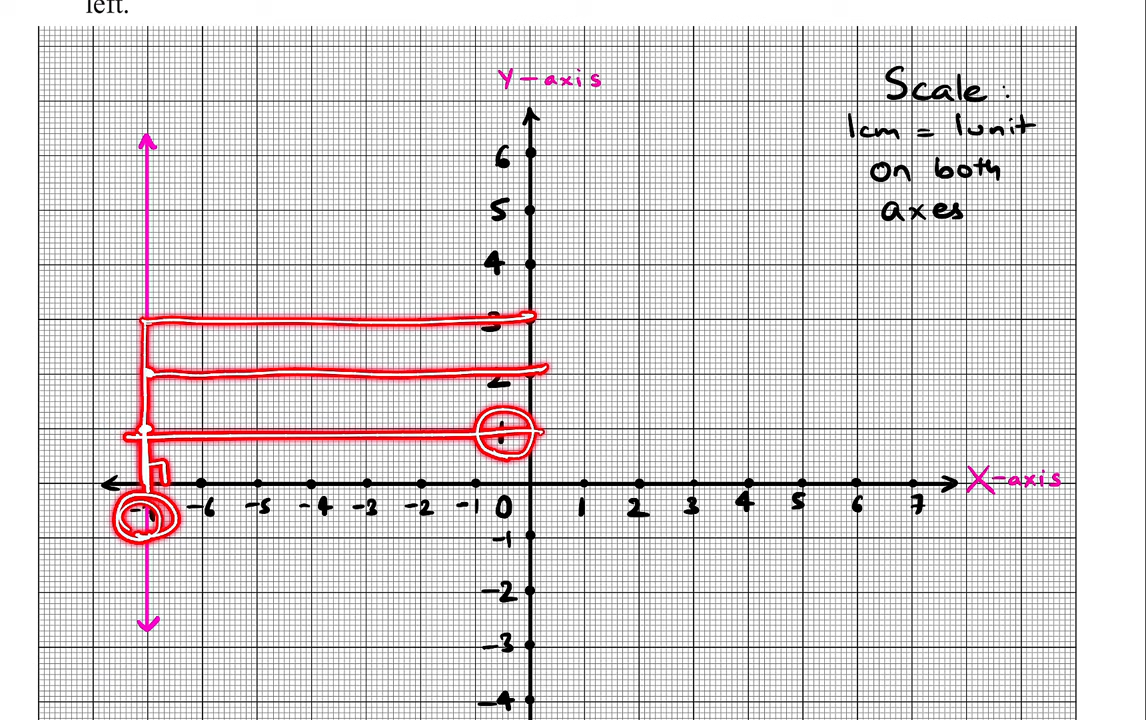 left.
Y-axis
Scale:
1cm = 1unit
on both
axes
6
5
4
3
2
1
X-axis
-7 -6 -5 -4 -3 -2 -1 0 1 2 3 4 5 6 7
-1
-2
-3
-4